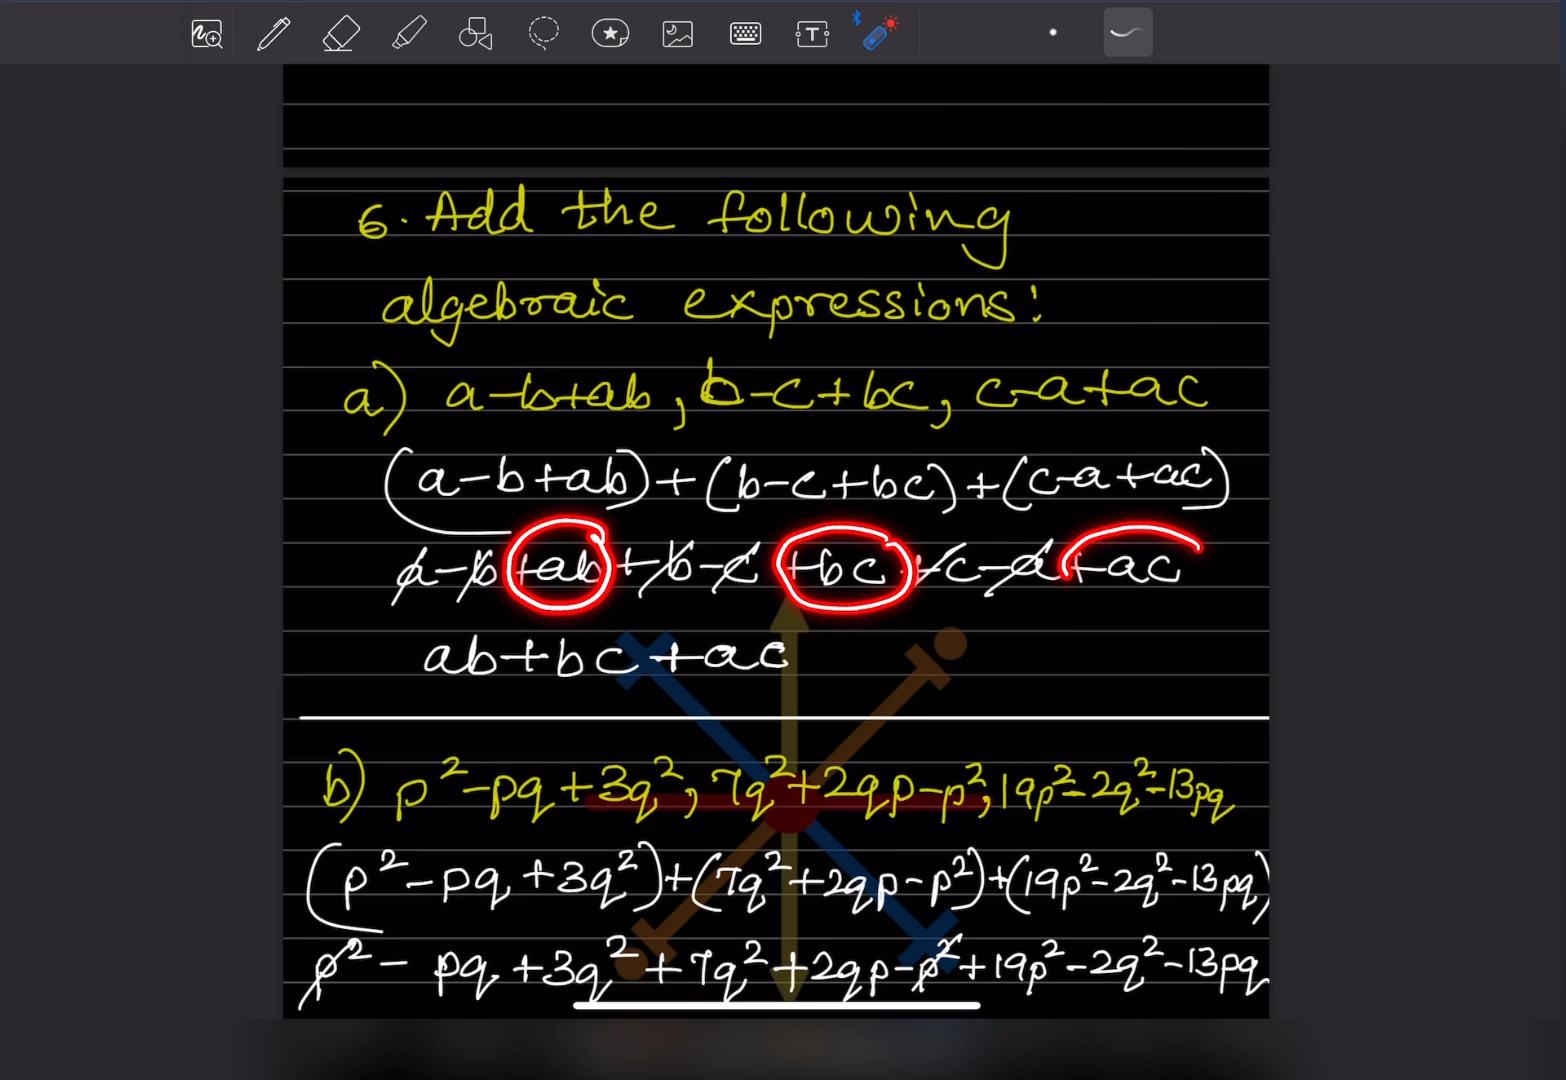 6. Add the following
algebraic expressions:
a) a-b+ab, b-c+bc, c-a+ac
(a-b+ab)+(b-c+bc)+(c-a+ac)
a-b+ab+b-c+bc+c-a+ac
ab+bc+ac
b) p²-pq+3q², 7q²+2qp-p², 19p²-2q²-13pq
(p²-pq+3q²)+(7q²+2qp-p²)+(19p²-2q²-13pq)
p²-pq+3q²+7q²+2qp-p²+19p²-2q²-13pq